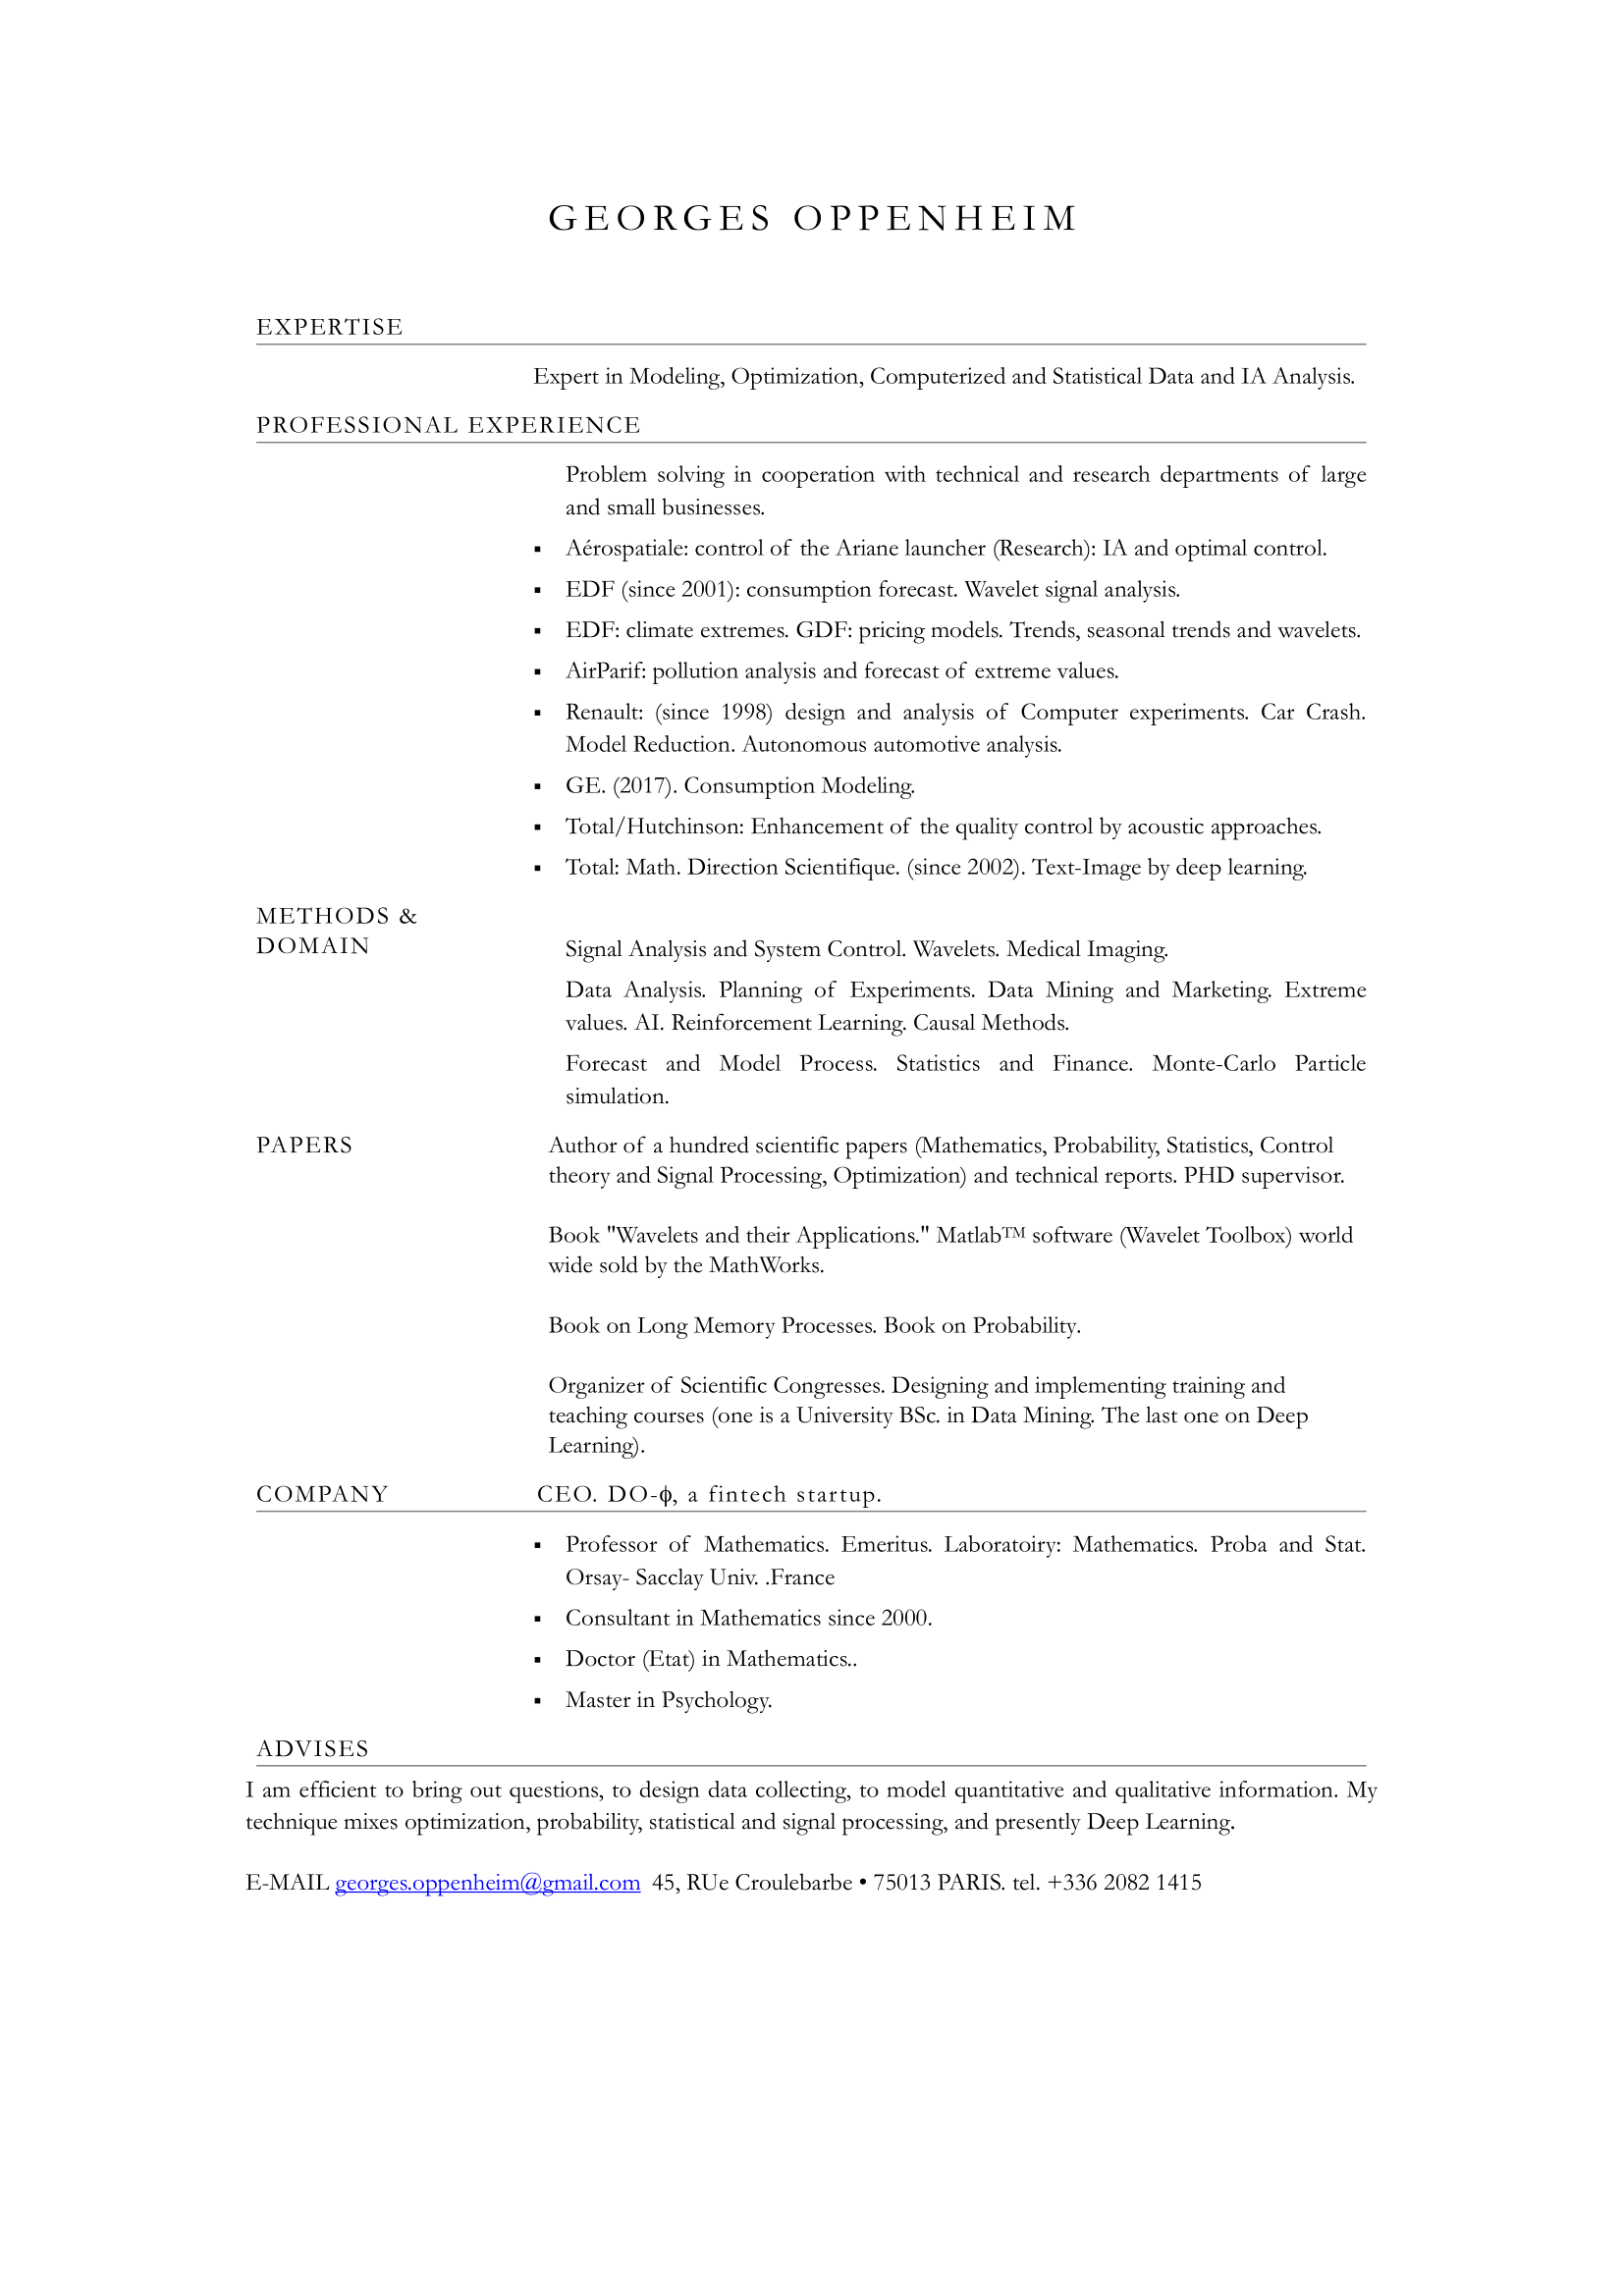 GEORGES OPPENHEIM
EXPERTISE
Expert in Modeling, Optimization, Computerized and Statistical Data and IA Analysis.
PROFESSIONAL EXPERIENCE
Problem solving in cooperation with technical and research departments of large
and small businesses.
▪ Aérospatiale: control of the Ariane launcher (Research): IA and optimal control.
▪ EDF (since 2001): consumption forecast. Wavelet signal analysis.
▪ EDF: climate extremes. GDF: pricing models. Trends, seasonal trends and wavelets.
▪ AirParif: pollution analysis and forecast of extreme values.
▪ Renault: (since 1998) design and analysis of Computer experiments. Car Crash.
Model Reduction. Autonomous automotive analysis.
▪ GE. (2017). Consumption Modeling.
▪ Total/Hutchinson: Enhancement of the quality control by acoustic approaches.
▪ Total: Math. Direction Scientifique. (since 2002). Text-Image by deep learning.
METHODS &
DOMAIN
Signal Analysis and System Control. Wavelets. Medical Imaging.
Data Analysis. Planning of Experiments. Data Mining and Marketing. Extreme
values. AI. Reinforcement Learning. Causal Methods.
Forecast and Model Process. Statistics and Finance. Monte-Carlo Particle
simulation.
PAPERS Author of a hundred scientific papers (Mathematics, Probability, Statistics, Control
theory and Signal Processing, Optimization) and technical reports. PHD supervisor.
Book "Wavelets and their Applications." Matlab™ software (Wavelet Toolbox) world
wide sold by the MathWorks.
Book on Long Memory Processes. Book on Probability.
Organizer of Scientific Congresses. Designing and implementing training and
teaching courses (one is a University BSc. in Data Mining. The last one on Deep
Learning).
COMPANY CEO. DO-ϕ, a fintech startup.
▪ Professor of Mathematics. Emeritus. Laboratoiry: Mathematics. Proba and Stat.
Orsay- Sacclay Univ. .France
▪ Consultant in Mathematics since 2000.
▪ Doctor (Etat) in Mathematics..
▪ Master in Psychology.
ADVISES
I am efficient to bring out questions, to design data collecting, to model quantitative and qualitative information. My
technique mixes optimization, probability, statistical and signal processing, and presently Deep Learning.
E-MAIL georges.oppenheim@gmail.com 45, RUe Croulebarbe • 75013 PARIS. tel. +336 2082 1415